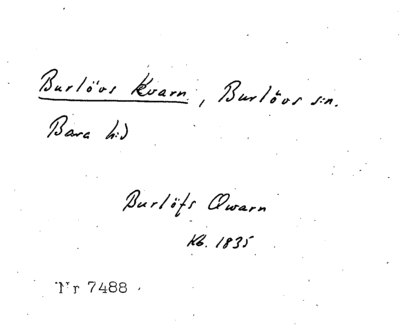 Burlövs Kvarn, Burlövs sn.
Bara hd
Burlöfs Qwarn
Kb. 1835
Nr 7488